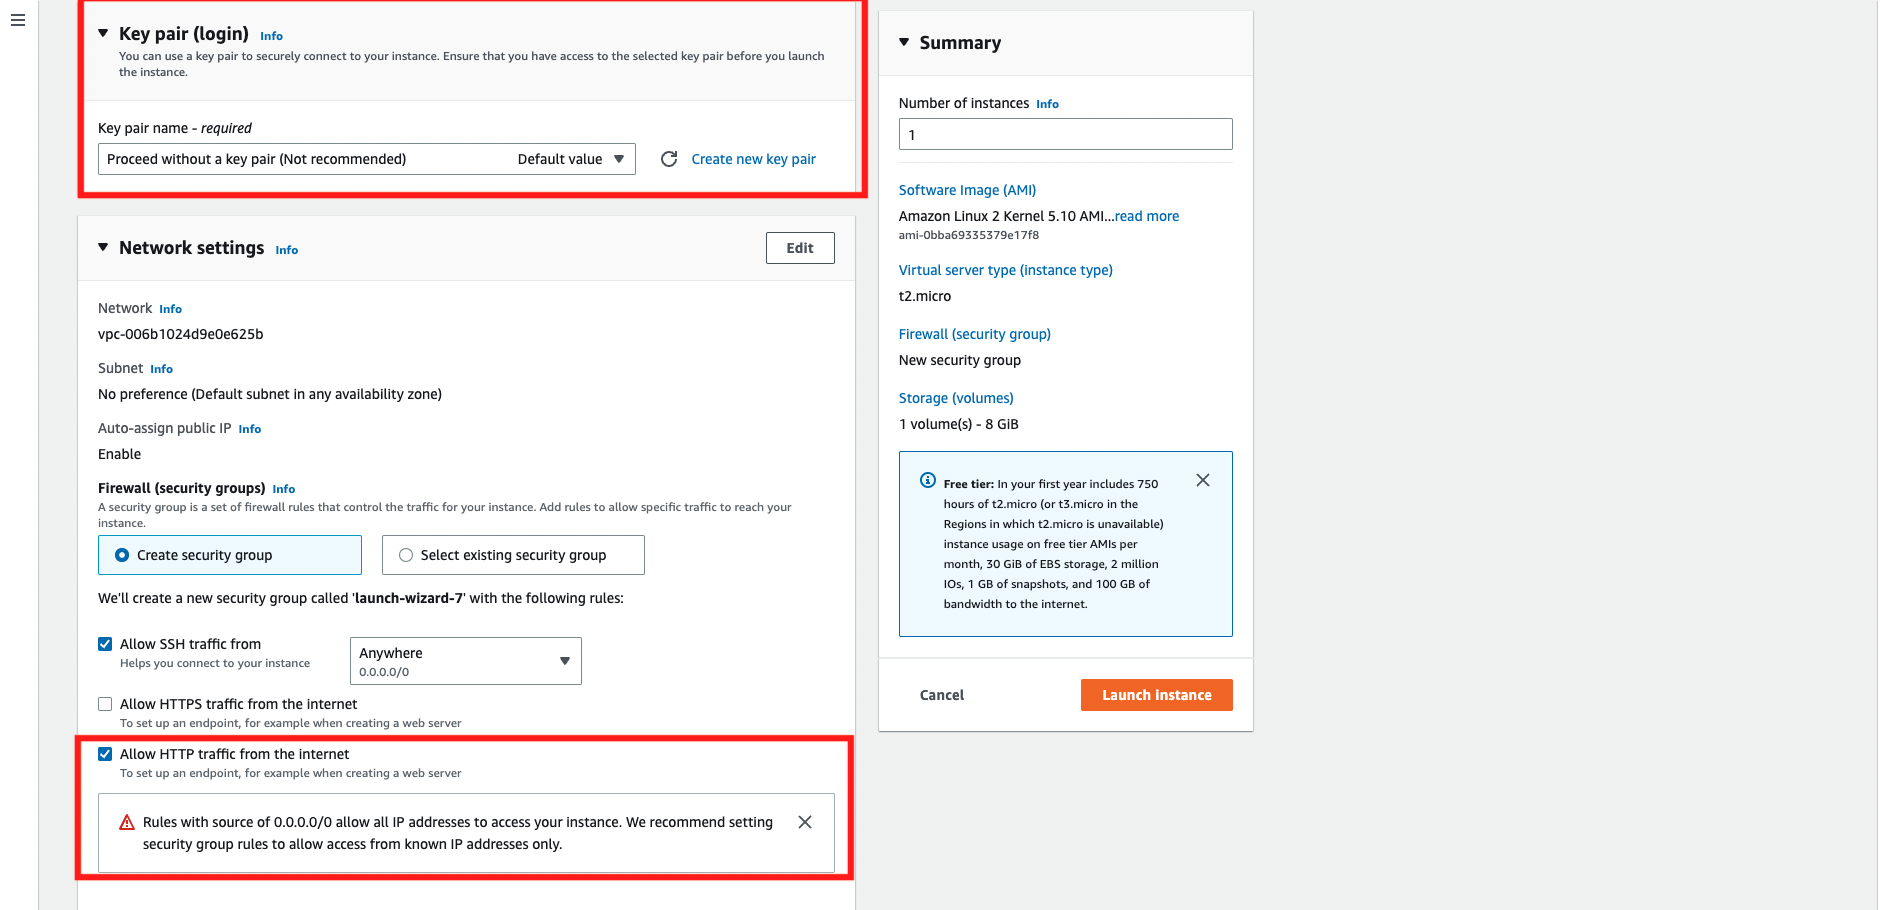 Key pair (login) Info
You can use a key pair to securely connect to your instance. Ensure that you have access to the selected key pair before you launch
the instance.
Key pair name - required
Proceed without a key pair (Not recommended) Default value
Create new key pair
Network settings Info
Edit
Network Info
vpc-006b1024d9e0e625b
Subnet Info
No preference (Default subnet in any availability zone)
Auto-assign public IP Info
Enable
Firewall (security groups) Info
A security group is a set of firewall rules that control the traffic for your instance. Add rules to allow specific traffic to reach your
instance.
Create security group
Select existing security group
We'll create a new security group called 'launch-wizard-7' with the following rules:
Allow SSH traffic from
Helps you connect to your instance
Anywhere
0.0.0.0/0
Allow HTTPS traffic from the internet
To set up an endpoint, for example when creating a web server
Allow HTTP traffic from the internet
To set up an endpoint, for example when creating a web server
Rules with source of 0.0.0.0/0 allow all IP addresses to access your instance. We recommend setting
security group rules to allow access from known IP addresses only.
Summary
Number of instances Info
1
Software Image (AMI)
Amazon Linux 2 Kernel 5.10 AMI...read more
ami-0bba69335379e17f8
Virtual server type (instance type)
t2.micro
Firewall (security group)
New security group
Storage (volumes)
1 volume(s) - 8 GiB
Free tier: In your first year includes 750
hours of t2.micro (or t3.micro in the
Regions in which t2.micro is unavailable)
instance usage on free tier AMIs per
month, 30 GiB of EBS storage, 2 million
IOs, 1 GB of snapshots, and 100 GB of
bandwidth to the internet.
Cancel
Launch instance